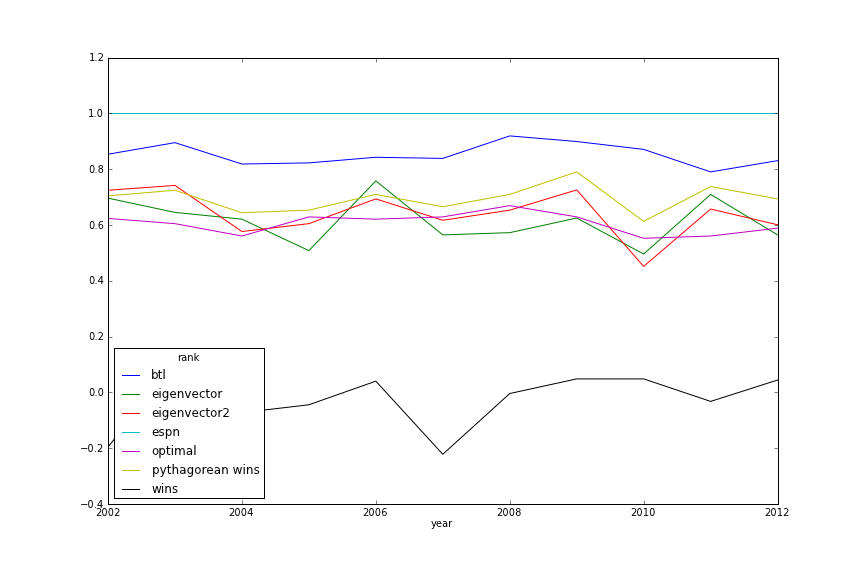 1.2
1.0
0.8
0.6
0.4
0.2
0.0
−0.2
−0.4
rank
btl
eigenvector
eigenvector2
espn
optimal
pythagorean wins
wins
2002 2004 2006 2008 2010 2012
year